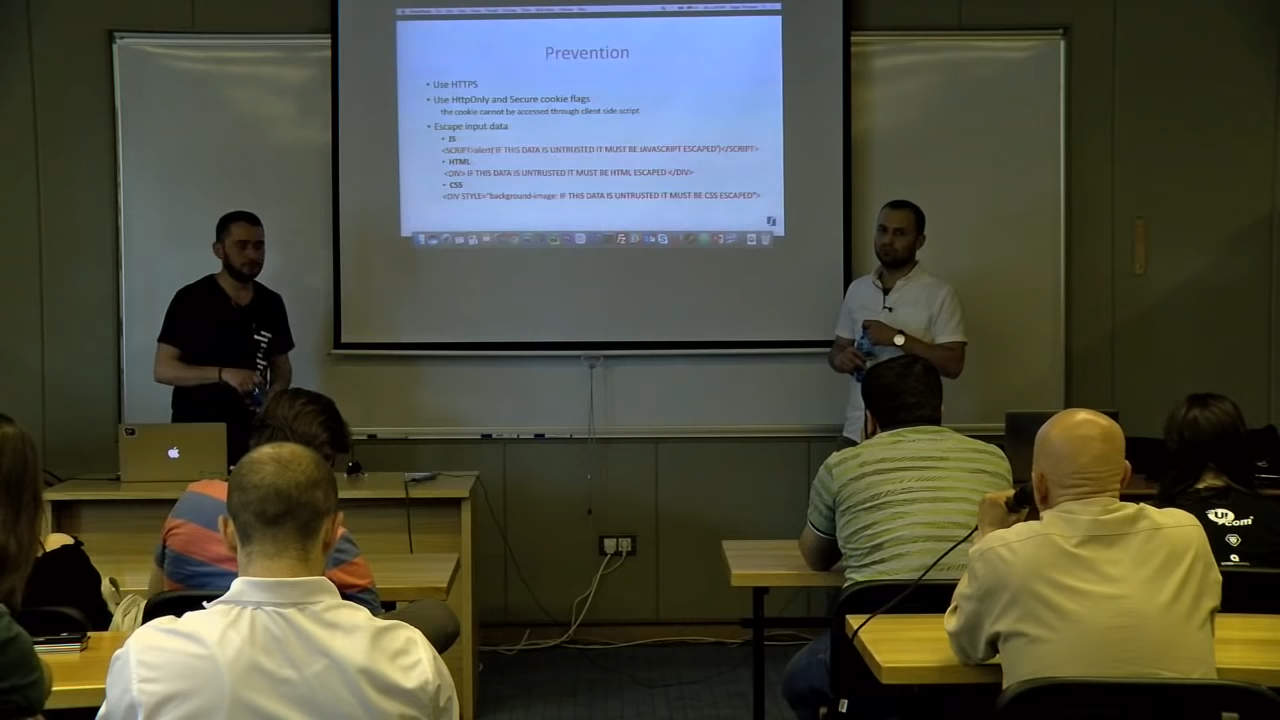 Prevention
• Use HTTPS
• Use HttpOnly and Secure cookie flags
the cookie cannot be accessed through client side script
• Escape input data
• JS
<SCRIPT>alert('IF THIS DATA IS UNTRUSTED IT MUST BE JAVASCRIPT ESCAPED')</SCRIPT>
• HTML
<DIV> IF THIS DATA IS UNTRUSTED IT MUST BE HTML ESCAPED </DIV>
• CSS
<DIV STYLE="background-image: IF THIS DATA IS UNTRUSTED IT MUST BE CSS ESCAPED">
U!
com